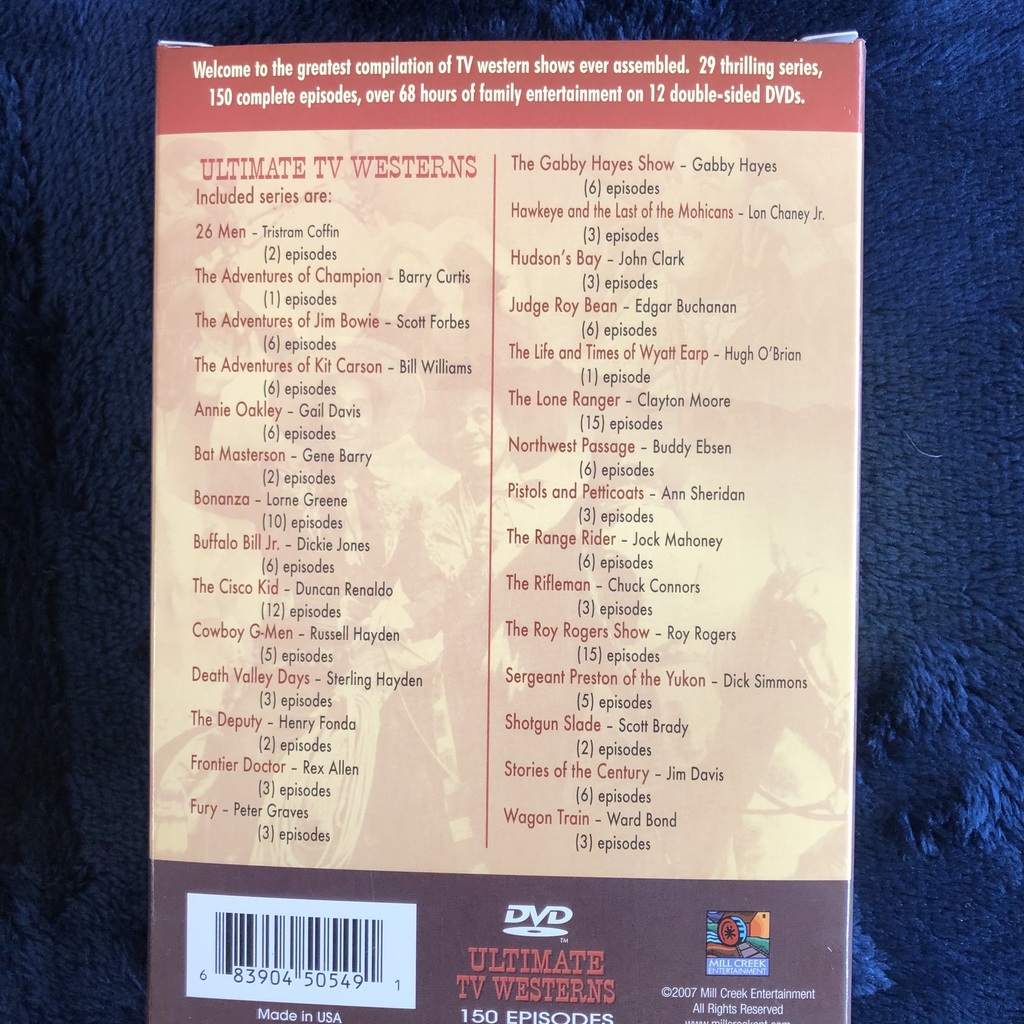 Welcome to the greatest compilation of TV western shows ever assembled. 29 thrilling series,
150 complete episodes, over 68 hours of family entertainment on 12 double-sided DVDs.
ULTIMATE TV WESTERNS
Included series are:
26 Men – Tristram Coffin
(2) episodes
The Adventures of Champion – Barry Curtis
(1) episodes
The Adventures of Jim Bowie – Scott Forbes
(6) episodes
The Adventures of Kit Carson – Bill Williams
(6) episodes
Annie Oakley – Gail Davis
(6) episodes
Bat Masterson – Gene Barry
(2) episodes
Bonanza – Lorne Greene
(10) episodes
Buffalo Bill Jr. – Dickie Jones
(6) episodes
The Cisco Kid – Duncan Renaldo
(12) episodes
Cowboy G-Men – Russell Hayden
(5) episodes
Death Valley Days – Sterling Hayden
(3) episodes
The Deputy – Henry Fonda
(2) episodes
Frontier Doctor – Rex Allen
(3) episodes
Fury – Peter Graves
(3) episodes
The Gabby Hayes Show – Gabby Hayes
(6) episodes
Hawkeye and the Last of the Mohicans – Lon Chaney Jr.
(3) episodes
Hudson's Bay – John Clark
(3) episodes
Judge Roy Bean – Edgar Buchanan
(6) episodes
The Life and Times of Wyatt Earp – Hugh O'Brian
(1) episode
The Lone Ranger – Clayton Moore
(15) episodes
Northwest Passage – Buddy Ebsen
(6) episodes
Pistols and Petticoats – Ann Sheridan
(3) episodes
The Range Rider – Jock Mahoney
(6) episodes
The Rifleman – Chuck Connors
(3) episodes
The Roy Rogers Show – Roy Rogers
(15) episodes
Sergeant Preston of the Yukon – Dick Simmons
(5) episodes
Shotgun Slade – Scott Brady
(2) episodes
Stories of the Century – Jim Davis
(6) episodes
Wagon Train – Ward Bond
(3) episodes
6 83904 50549 1
Made in USA
DVD™
ULTIMATE
TV WESTERNS
150 EPISODES
MILL CREEK
ENTERTAINMENT
©2007 Mill Creek Entertainment
All Rights Reserved
www.millcreekent.com